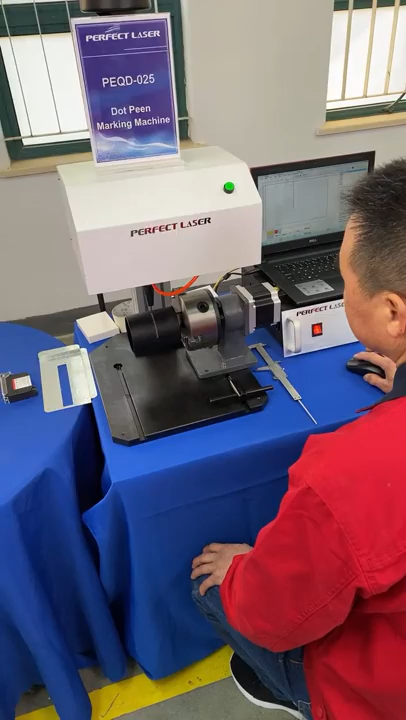 PERFECT LASER
PEQD-025
Dot Peen
Marking Machine
PERFECT LASER
PERFECT LASER